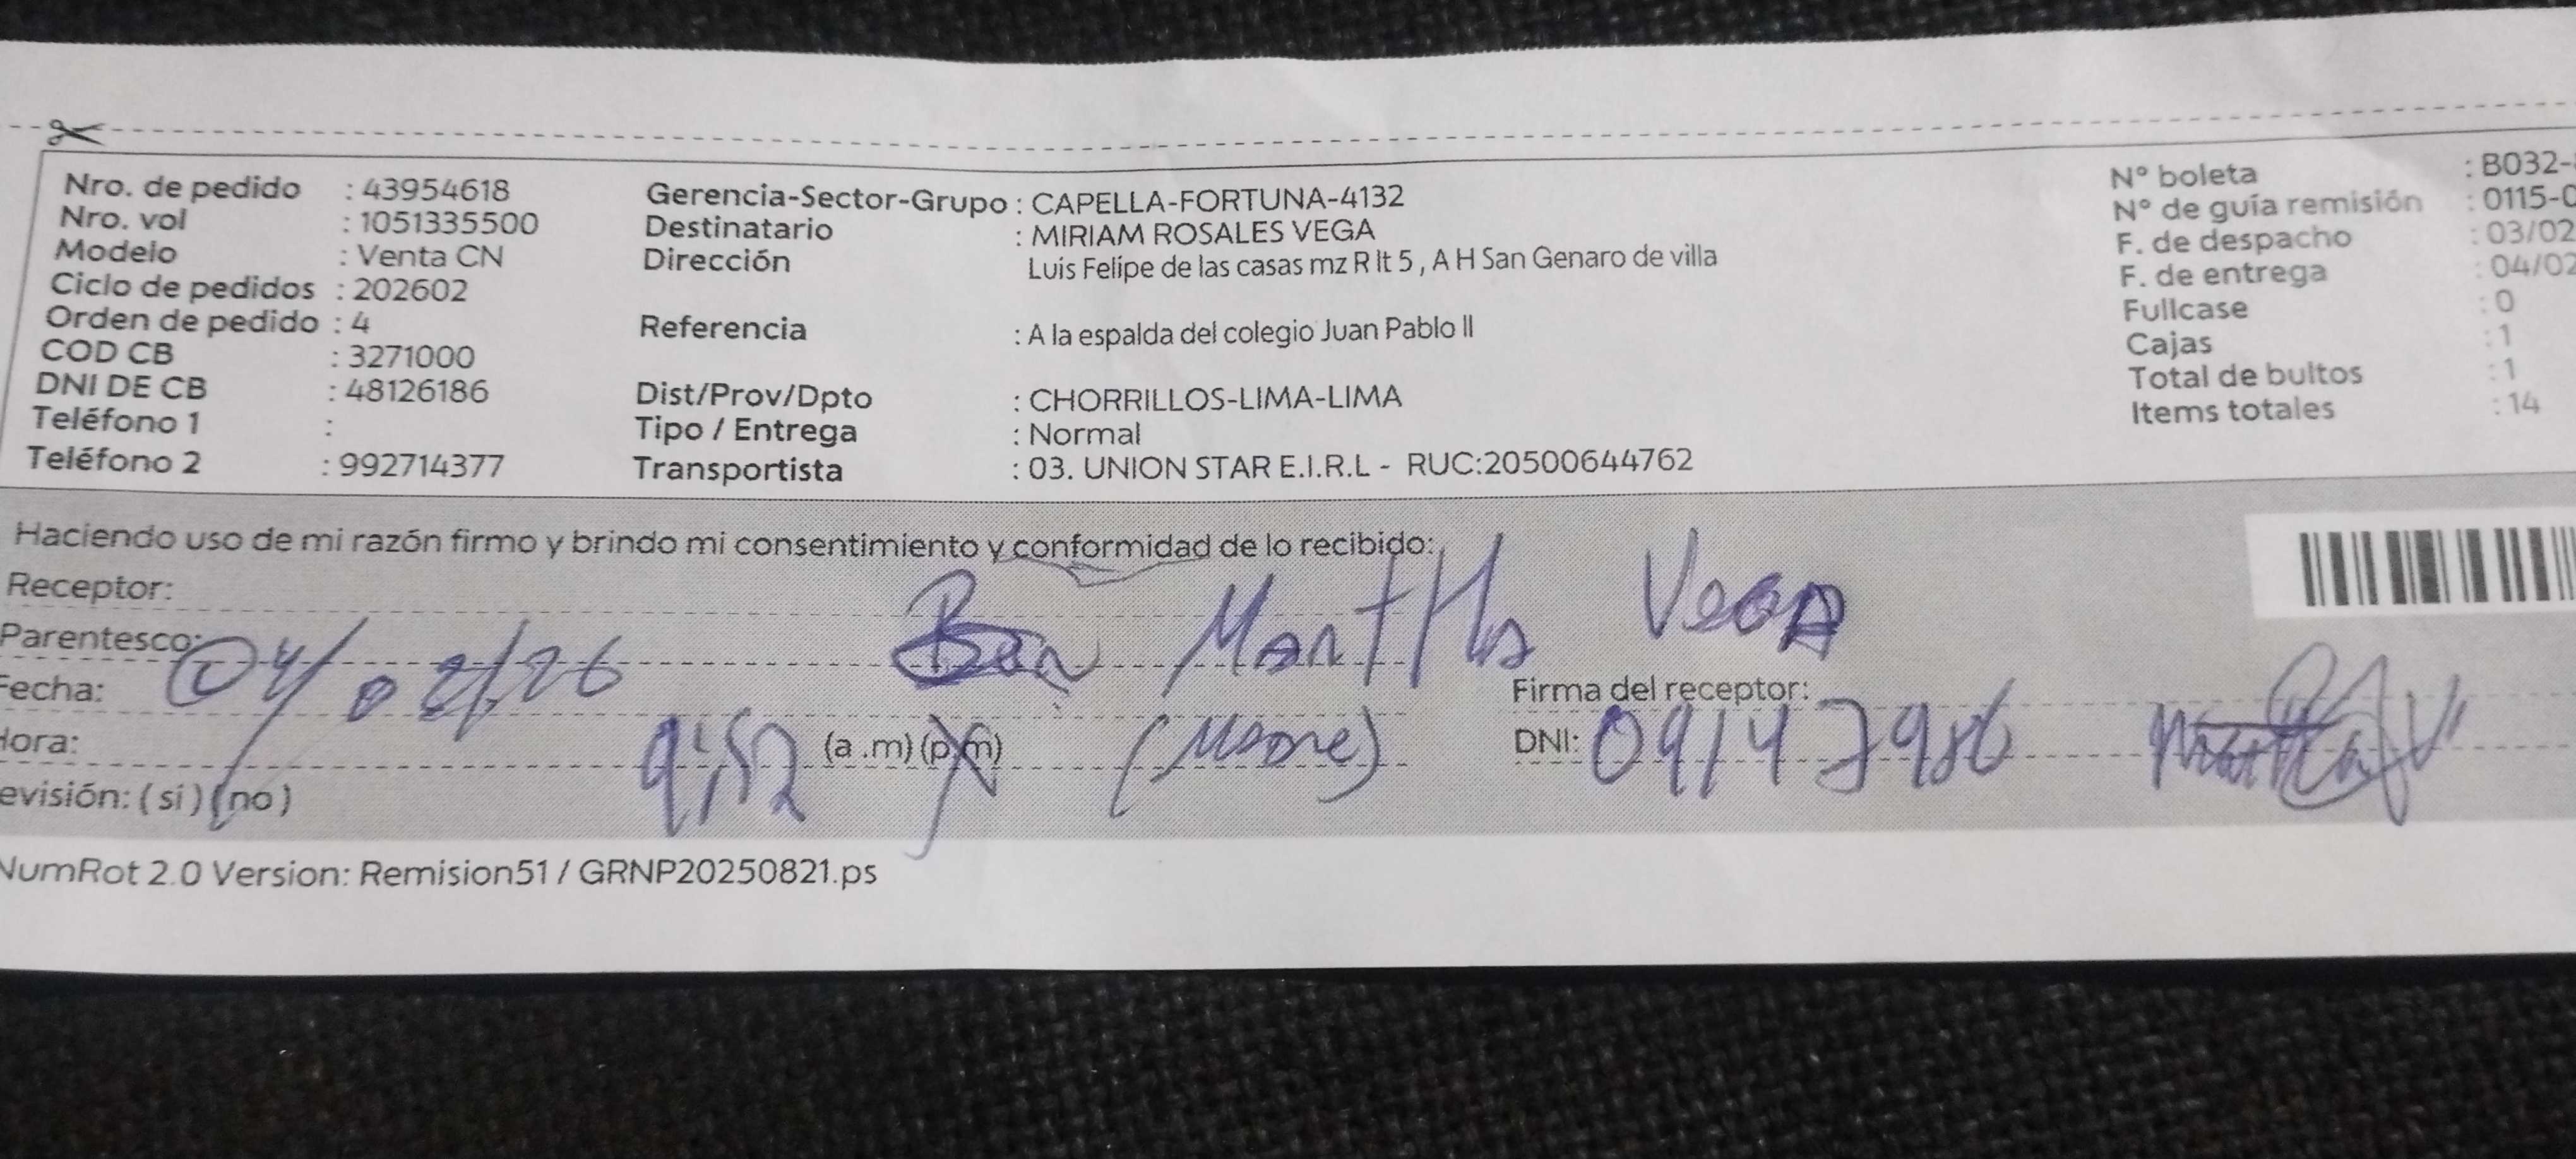 Nro. de pedido : 43954618
Nro. vol : 1051335500
Modelo : Venta CN
Ciclo de pedidos : 202602
Orden de pedido : 4
COD CB : 3271000
DNI DE CB : 48126186
Teléfono 1 :
Teléfono 2 : 992714377
Gerencia-Sector-Grupo : CAPELLA-FORTUNA-4132
Destinatario : MIRIAM ROSALES VEGA
Dirección Luis Felipe de las casas mz R lt 5 , A H San Genaro de villa
Referencia : A la espalda del colegio Juan Pablo II
Dist/Prov/Dpto : CHORRILLOS-LIMA-LIMA
Tipo / Entrega : Normal
Transportista : 03. UNION STAR E.I.R.L - RUC:20500644762
N° boleta : B032-
N° de guía remisión : 0115-0
F. de despacho : 03/02
F. de entrega : 04/02
Fullcase : 0
Cajas : 1
Total de bultos : 1
Items totales : 14
Haciendo uso de mi razón firmo y brindo mi consentimiento y conformidad de lo recibido:
Receptor: Martha Vega
Parentesco:
Fecha: 04/02/26
Firma del receptor:
Hora: 9:52 (a .m) (p.m)
DNI: 09147986
evisión: ( si ) ( no )
NumRot 2.0 Version: Remision51 / GRNP20250821.ps